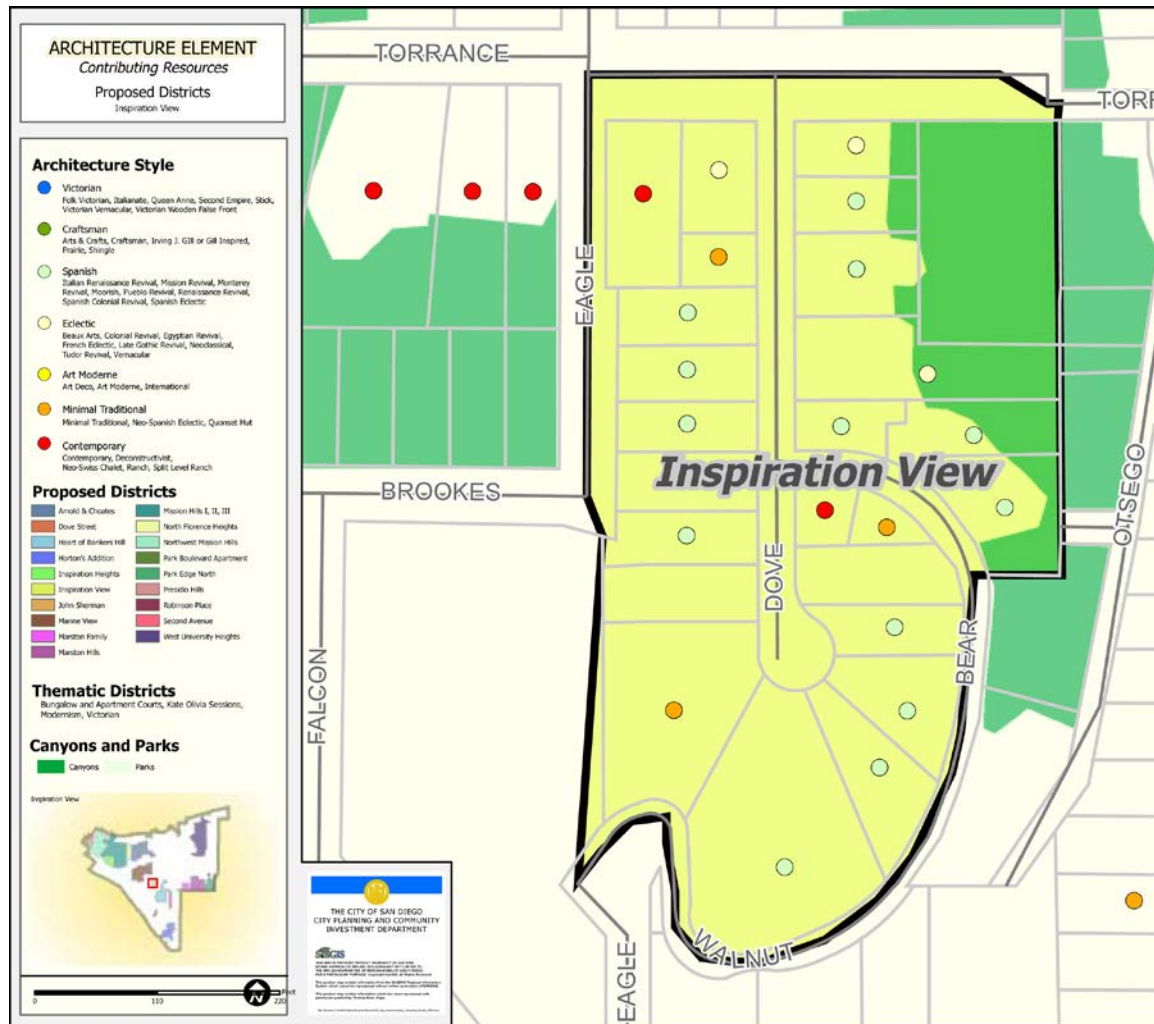 ARCHITECTURE ELEMENT
Contributing Resources
Proposed Districts
Inspiration View
Architecture Style
Victorian
Folk Victorian, Italianate, Queen Anne, Second Empire, Stick,
Victorian Vernacular, Victorian Wooden False Front
Craftsman
Arts & Crafts, Craftsman, Irving J. Gill or Gill Inspired,
Prairie, Shingle
Spanish
Italian Renaissance Revival, Mission Revival, Monterey
Revival, Moorish, Pueblo Revival, Renaissance Revival,
Spanish Colonial Revival, Spanish Eclectic
Eclectic
Beaux Arts, Colonial Revival, Egyptian Revival,
French Eclectic, Late Gothic Revival, Neoclassical,
Tudor Revival, Vernacular
Art Moderne
Art Deco, Art Moderne, International
Minimal Traditional
Minimal Traditional, Neo-Spanish Eclectic, Quonset Hut
Contemporary
Contemporary, Deconstructivist,
Neo-Swiss Chalet, Ranch, Split Level Ranch
Proposed Districts
Arnold & Choates
Dove Street
Heart of Bankers Hill
Horton's Addition
Inspiration Heights
Inspiration View
John Sherman
Marine View
Marston Family
Marston Hills
Mission Hills I, II, III
North Florence Heights
Northwest Mission Hills
Park Boulevard Apartment
Park Edge North
Presidio Hills
Robinson Place
Second Avenue
West University Heights
Thematic Districts
Bungalow and Apartment Courts, Kate Olivia Sessions,
Modernism, Victorian
Canyons and Parks
Canyons
Parks
Inspiration View
N
Feet
0 110 220
THE CITY OF SAN DIEGO
CITY PLANNING AND COMMUNITY
INVESTMENT DEPARTMENT
SanGIS
TORRANCE
TORR
EAGLE
BROOKES
Inspiration View
DOVE
OTSEGO
BEAR
FALCON
WALNUT
EAGLE